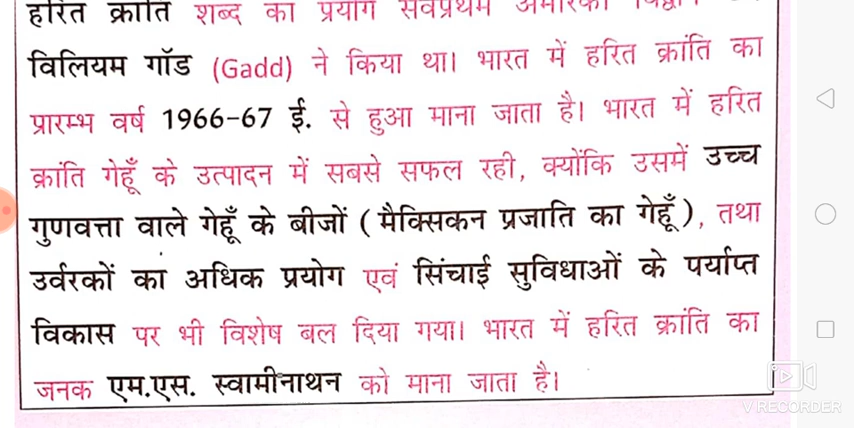 हरित क्रांति शब्द का प्रयोग सर्वप्रथम
विलियम गॉड (Gadd) ने किया था। भारत में हरित क्रांति का
प्रारम्भ वर्ष 1966-67 ई. से हुआ माना जाता है। भारत में हरित
क्रांति गेहूँ के उत्पादन में सबसे सफल रही, क्योंकि उसमें उच्च
गुणवत्ता वाले गेहूँ के बीजों (मैक्सिकन प्रजाति का गेहूँ), तथा
उर्वरकों का अधिक प्रयोग एवं सिंचाई सुविधाओं के पर्याप्त
विकास पर भी विशेष बल दिया गया। भारत में हरित क्रांति का
जनक एम.एस. स्वामीनाथन को माना जाता है।
V RECORDER